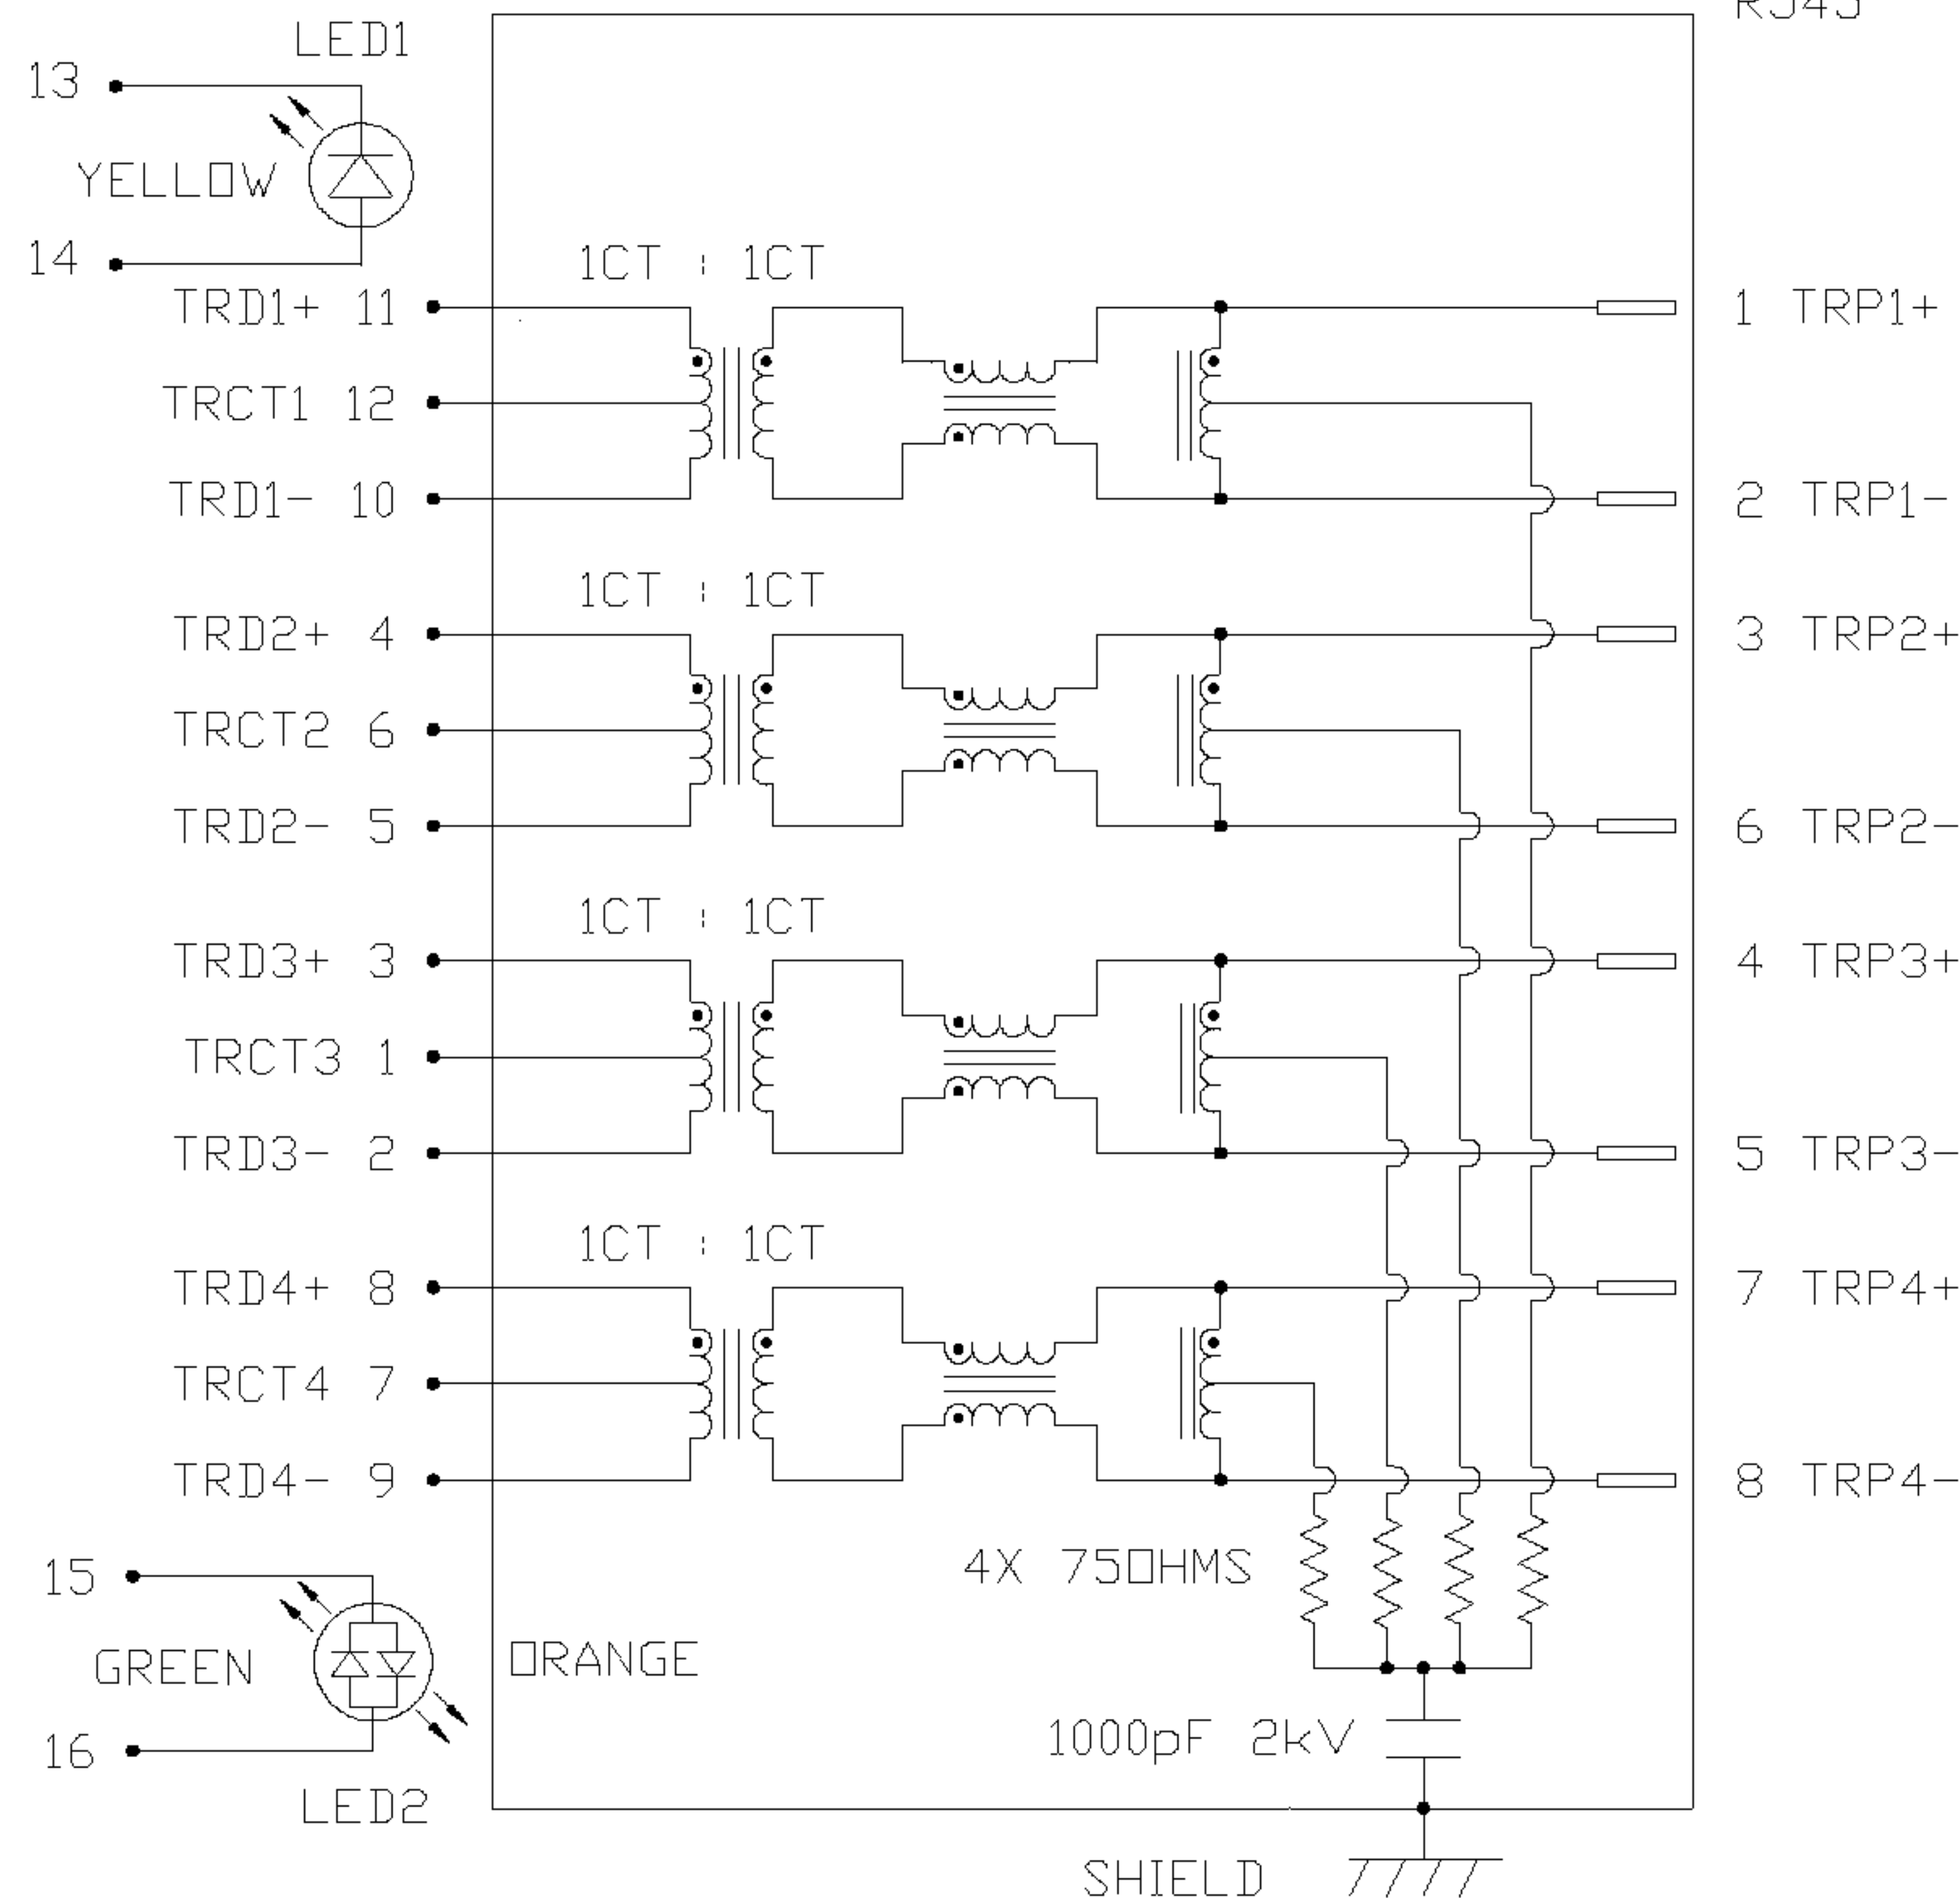 RJ45
LED1
13
YELLOW
14
1CT : 1CT
TRD1+ 11
1 TRP1+
TRCT1 12
TRD1- 10
2 TRP1-
1CT : 1CT
TRD2+ 4
3 TRP2+
TRCT2 6
TRD2- 5
6 TRP2-
1CT : 1CT
TRD3+ 3
4 TRP3+
TRCT3 1
TRD3- 2
5 TRP3-
1CT : 1CT
TRD4+ 8
7 TRP4+
TRCT4 7
TRD4- 9
8 TRP4-
4X 75OHMS
15
GREEN
ORANGE
16
1000pF 2kV
LED2
SHIELD